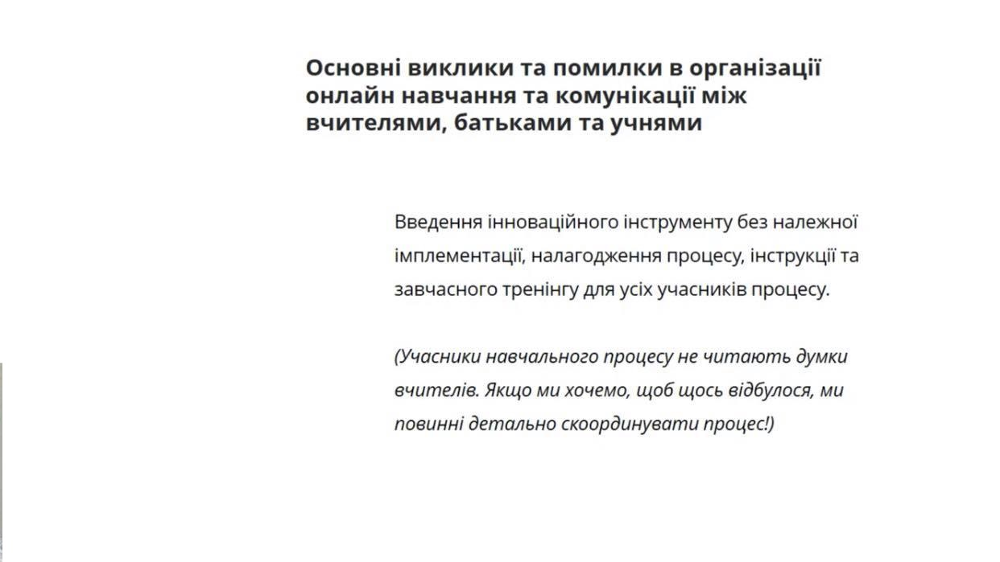 Основні виклики та помилки в організації
онлайн навчання та комунікації між
вчителями, батьками та учнями
Введення інноваційного інструменту без належної
імплементації, налагодження процесу, інструкції та
завчасного тренінгу для усіх учасників процесу.
(Учасники навчального процесу не читають думки
вчителів. Якщо ми хочемо, щоб щось відбулося, ми
повинні детально скоординувати процес!)